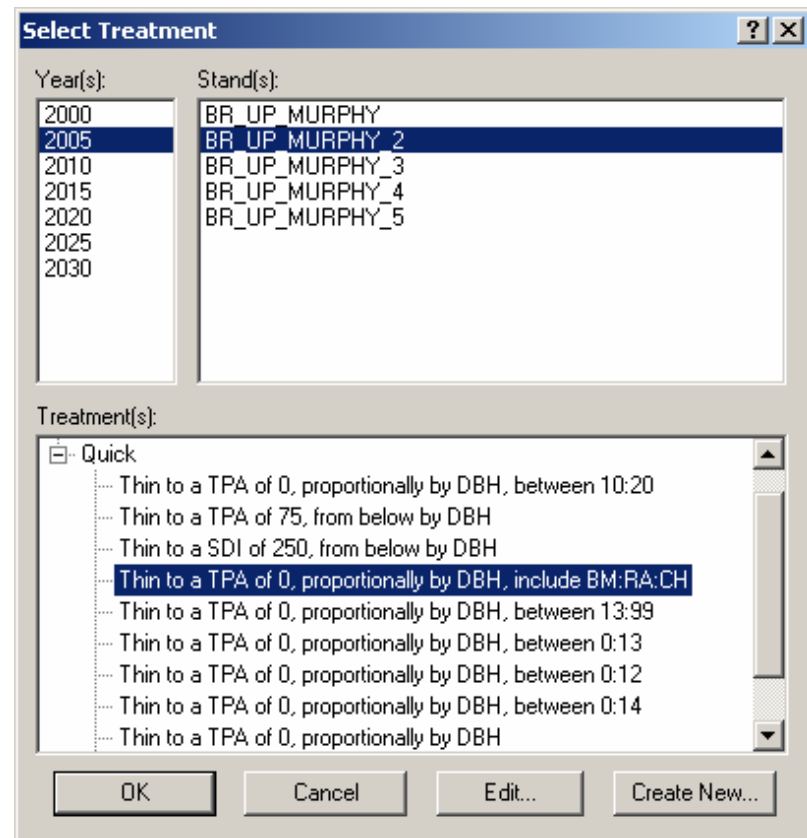 Select Treatment
Year(s): Stand(s):
2000 BR_UP_MURPHY
2005 BR_UP_MURPHY_2
2010 BR_UP_MURPHY_3
2015 BR_UP_MURPHY_4
2020 BR_UP_MURPHY_5
2025
2030
Treatment(s):
Quick
Thin to a TPA of 0, proportionally by DBH, between 10:20
Thin to a TPA of 75, from below by DBH
Thin to a SDI of 250, from below by DBH
Thin to a TPA of 0, proportionally by DBH, include BM:RA:CH
Thin to a TPA of 0, proportionally by DBH, between 13:99
Thin to a TPA of 0, proportionally by DBH, between 0:13
Thin to a TPA of 0, proportionally by DBH, between 0:12
Thin to a TPA of 0, proportionally by DBH, between 0:14
Thin to a TPA of 0, proportionally by DBH
OK Cancel Edit... Create New...